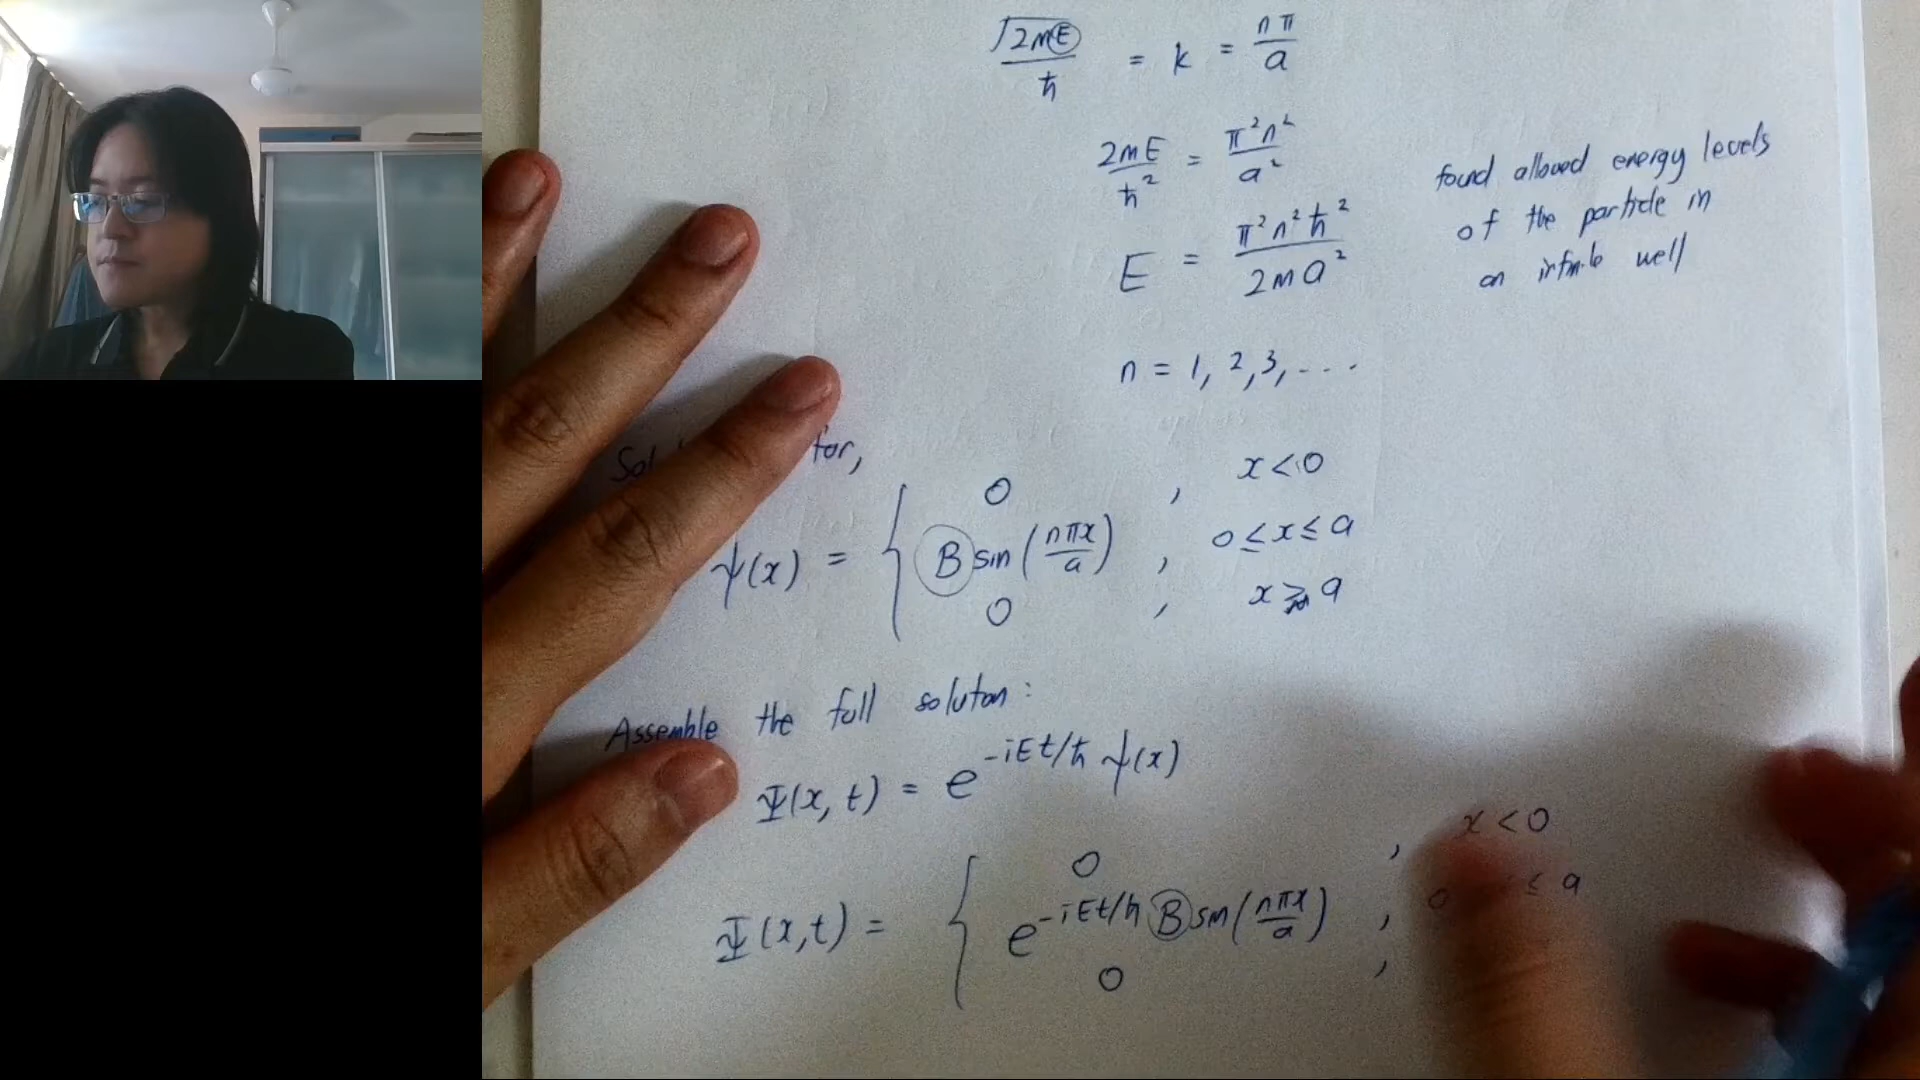 √(2mE)/ħ = k = nπ/a
2mE/ħ² = π²n²/a²
E = π²n²ħ²/2ma²
found allowed energy levels
of the particle in
an infinite well
n = 1, 2, 3, ....
for,
ψ(x) = { 0 , x < 0
B sin(nπx/a) , 0 ≤ x ≤ a
0 , x ≥ a
Assemble the full soluton:
Ψ(x, t) = e^(-iEt/ħ) ψ(x)
Ψ(x,t) = { 0 , x < 0
e^(-iEt/ħ) B sin(nπx/a) , 0 ≤ a
0 ,